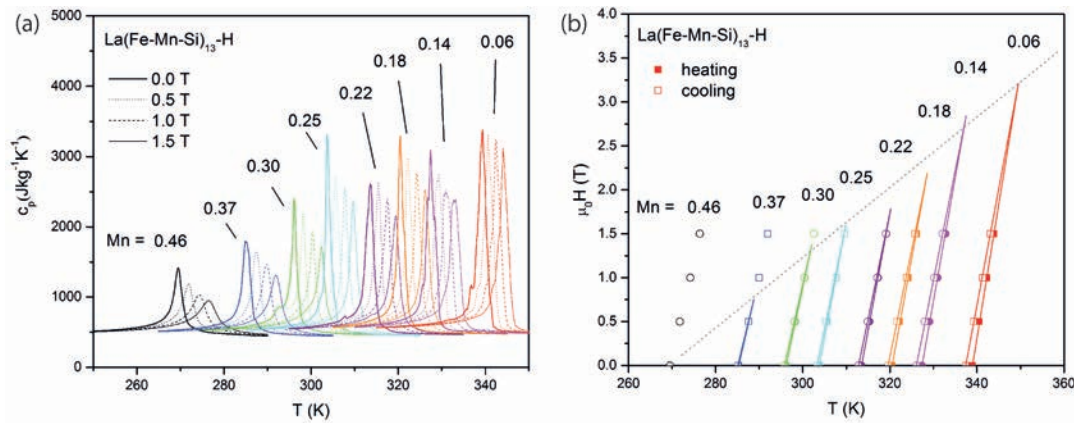 (a)
La(Fe-Mn-Si)13-H
0.0 T
0.5 T
1.0 T
1.5 T
Mn = 0.46
0.37
0.30
0.25
0.22
0.18
0.14
0.06
cp(Jkg-1K-1)
5000
4000
3000
2000
1000
0
260 280 300 320 340
T (K)
(b)
La(Fe-Mn-Si)13-H
heating
cooling
Mn = 0.46
0.37
0.30
0.25
0.22
0.18
0.14
0.06
μ0H (T)
4.0
3.5
3.0
2.5
2.0
1.5
1.0
0.5
0.0
260 280 300 320 340 360
T (K)